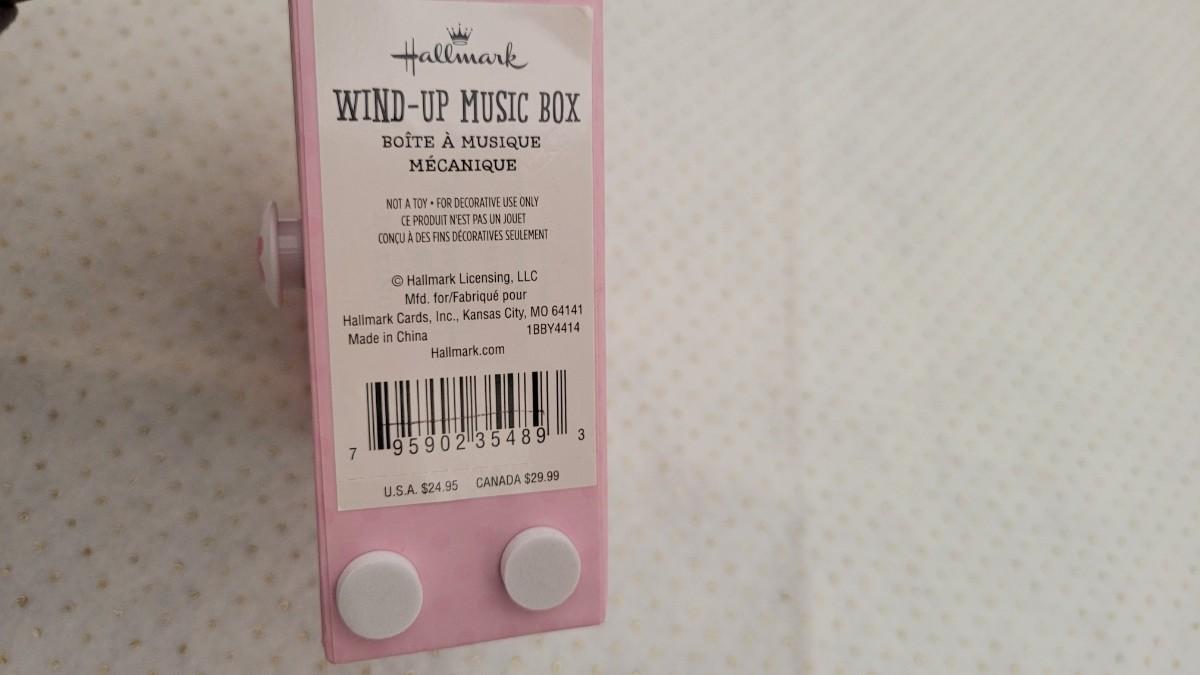 Hallmark
WIND-UP MUSIC BOX
BOÎTE À MUSIQUE
MÉCANIQUE
NOT A TOY • FOR DECORATIVE USE ONLY
CE PRODUIT N'EST PAS UN JOUET
CONÇU À DES FINS DÉCORATIVES SEULEMENT
© Hallmark Licensing, LLC
Mfd. for/Fabriqué pour
Hallmark Cards, Inc., Kansas City, MO 64141
Made in China 1BBY4414
Hallmark.com
7 95902 35489 3
U.S.A. $24.95 CANADA $29.99